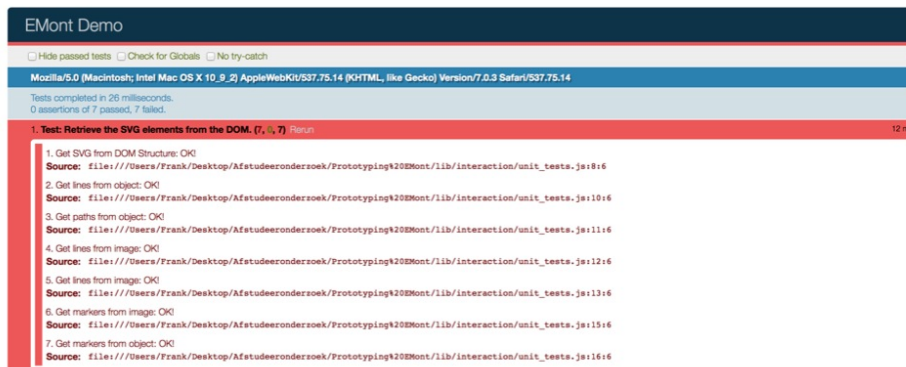 EMont Demo
Hide passed tests Check for Globals No try-catch
Mozilla/5.0 (Macintosh; Intel Mac OS X 10_9_2) AppleWebKit/537.75.14 (KHTML, like Gecko) Version/7.0.3 Safari/537.75.14
Tests completed in 26 milliseconds.
0 assertions of 7 passed, 7 failed.
1. Test: Retrieve the SVG elements from the DOM. (7, 0, 7) Rerun 12 m
1. Get SVG from DOM Structure: OK!
Source: file:///Users/Frank/Desktop/Afstudeeronderzoek/Prototyping%20EMont/lib/interaction/unit_tests.js:8:6
2. Get lines from object: OK!
Source: file:///Users/Frank/Desktop/Afstudeeronderzoek/Prototyping%20EMont/lib/interaction/unit_tests.js:10:6
3. Get paths from object: OK!
Source: file:///Users/Frank/Desktop/Afstudeeronderzoek/Prototyping%20EMont/lib/interaction/unit_tests.js:11:6
4. Get lines from image: OK!
Source: file:///Users/Frank/Desktop/Afstudeeronderzoek/Prototyping%20EMont/lib/interaction/unit_tests.js:12:6
5. Get lines from image: OK!
Source: file:///Users/Frank/Desktop/Afstudeeronderzoek/Prototyping%20EMont/lib/interaction/unit_tests.js:13:6
6. Get markers from image: OK!
Source: file:///Users/Frank/Desktop/Afstudeeronderzoek/Prototyping%20EMont/lib/interaction/unit_tests.js:15:6
7. Get markers from object: OK!
Source: file:///Users/Frank/Desktop/Afstudeeronderzoek/Prototyping%20EMont/lib/interaction/unit_tests.js:16:6